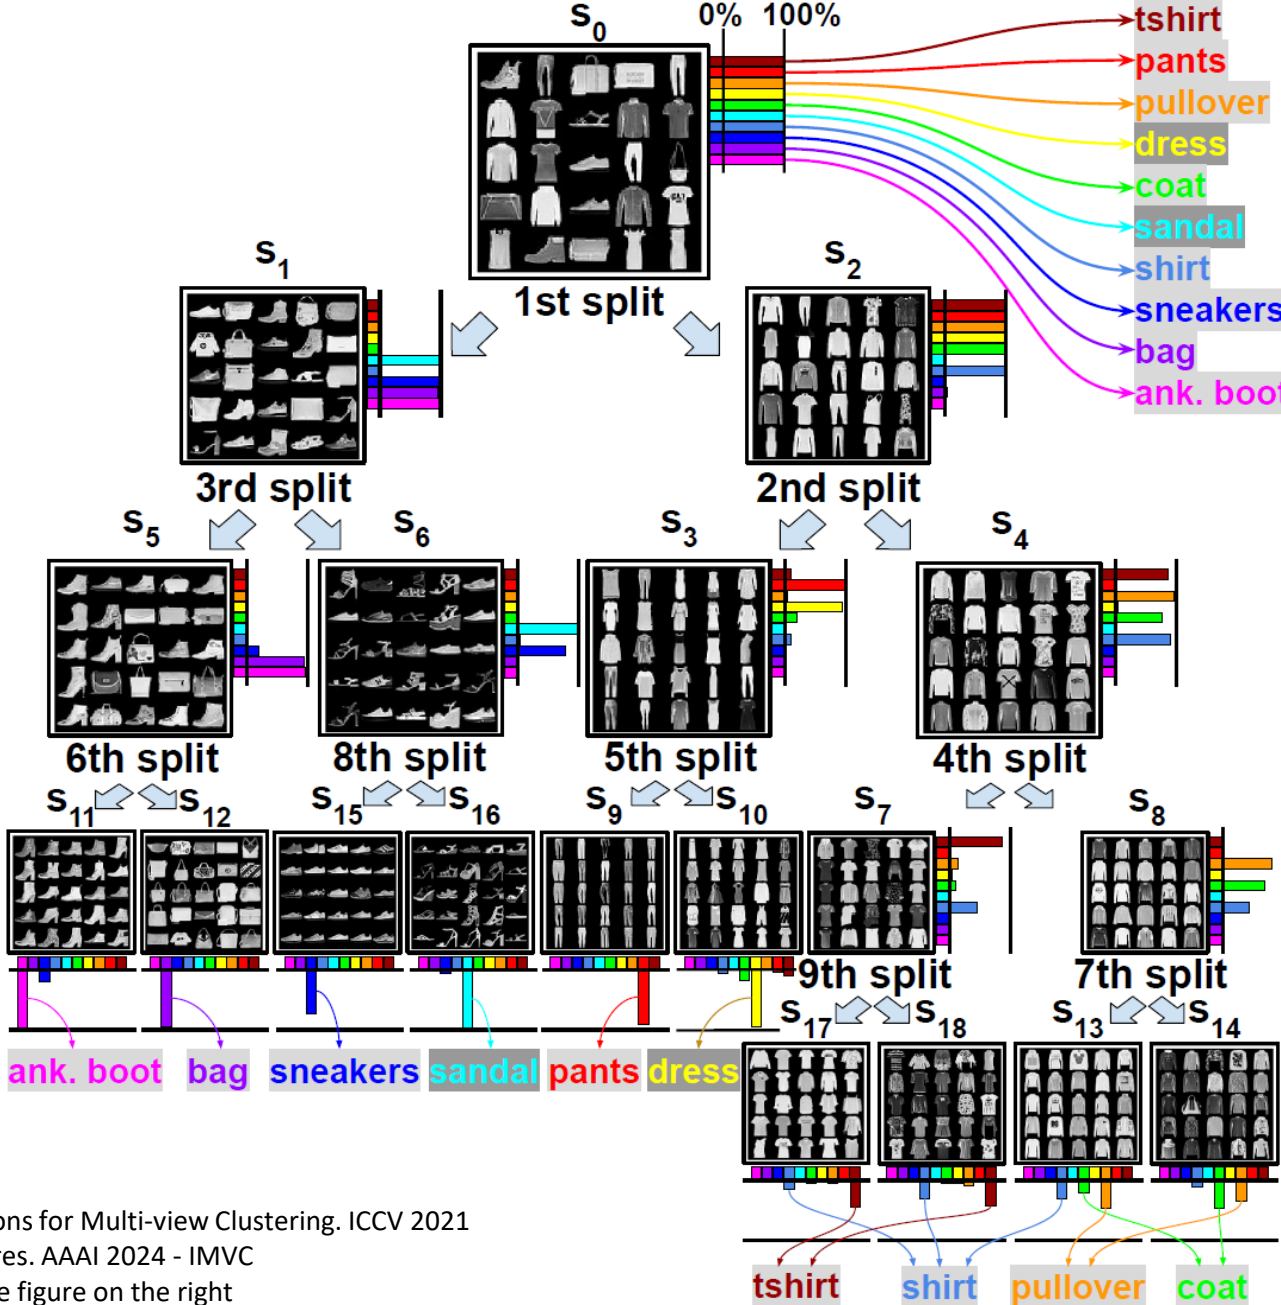 S0
0% 100%
tshirt
pants
pullover
dress
coat
sandal
shirt
sneakers
bag
ank. boot
1st split
S1
S2
3rd split
2nd split
S5
S6
S3
S4
6th split
8th split
5th split
4th split
S11
S12
S15
S16
S9
S10
S7
S8
9th split
7th split
S17
S18
S13
S14
ank. boot
bag
sneakers
sandal
pants
dress
tshirt
shirt
pullover
coat
ons for Multi-view Clustering. ICCV 2021
res. AAAI 2024 - IMVC
e figure on the right